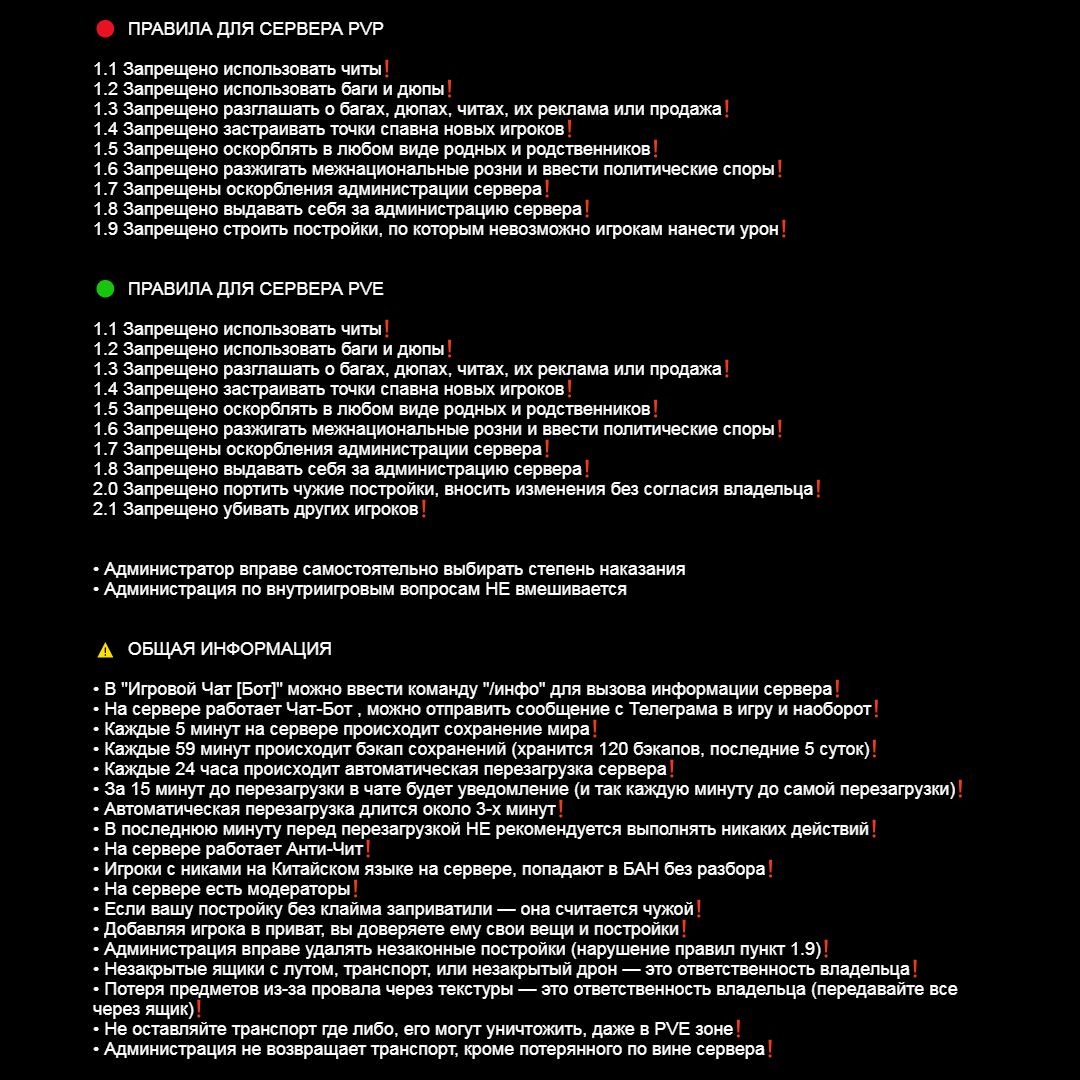 🔴 ПРАВИЛА ДЛЯ СЕРВЕРА PVP
1.1 Запрещено использовать читы❗
1.2 Запрещено использовать баги и дюпы❗
1.3 Запрещено разглашать о багах, дюпах, читах, их реклама или продажа❗
1.4 Запрещено застраивать точки спавна новых игроков❗
1.5 Запрещено оскорблять в любом виде родных и родственников❗
1.6 Запрещено разжигать межнациональные розни и ввести политические споры❗
1.7 Запрещены оскорбления администрации сервера❗
1.8 Запрещено выдавать себя за администрацию сервера❗
1.9 Запрещено строить постройки, по которым невозможно игрокам нанести урон❗
🟢 ПРАВИЛА ДЛЯ СЕРВЕРА PVE
1.1 Запрещено использовать читы❗
1.2 Запрещено использовать баги и дюпы❗
1.3 Запрещено разглашать о багах, дюпах, читах, их реклама или продажа❗
1.4 Запрещено застраивать точки спавна новых игроков❗
1.5 Запрещено оскорблять в любом виде родных и родственников❗
1.6 Запрещено разжигать межнациональные розни и ввести политические споры❗
1.7 Запрещены оскорбления администрации сервера❗
1.8 Запрещено выдавать себя за администрацию сервера❗
2.0 Запрещено портить чужие постройки, вносить изменения без согласия владельца❗
2.1 Запрещено убивать других игроков❗
• Администратор вправе самостоятельно выбирать степень наказания
• Администрация по внутриигровым вопросам НЕ вмешивается
⚠️ ОБЩАЯ ИНФОРМАЦИЯ
• В "Игровой Чат [Бот]" можно ввести команду "/инфо" для вызова информации сервера❗
• На сервере работает Чат-Бот , можно отправить сообщение с Телеграма в игру и наоборот❗
• Каждые 5 минут на сервере происходит сохранение мира❗
• Каждые 59 минут происходит бэкап сохранений (хранится 120 бэкапов, последние 5 суток)❗
• Каждые 24 часа происходит автоматическая перезагрузка сервера❗
• За 15 минут до перезагрузки в чате будет уведомление (и так каждую минуту до самой перезагрузки)❗
• Автоматическая перезагрузка длится около 3-х минут❗
• В последнюю минуту перед перезагрузкой НЕ рекомендуется выполнять никаких действий❗
• На сервере работает Анти-Чит❗
• Игроки с никами на Китайском языке на сервере, попадают в БАН без разбора❗
• На сервере есть модераторы❗
• Если вашу постройку без клайма заприватили — она считается чужой❗
• Добавляя игрока в приват, вы доверяете ему свои вещи и постройки❗
• Администрация вправе удалять незаконные постройки (нарушение правил пункт 1.9)❗
• Незакрытые ящики с лутом, транспорт, или незакрытый дрон — это ответственность владельца❗
• Потеря предметов из-за провала через текстуры — это ответственность владельца (передавайте все
через ящик)❗
• Не оставляйте транспорт где либо, его могут уничтожить, даже в PVE зоне❗
• Администрация не возвращает транспорт, кроме потерянного по вине сервера❗